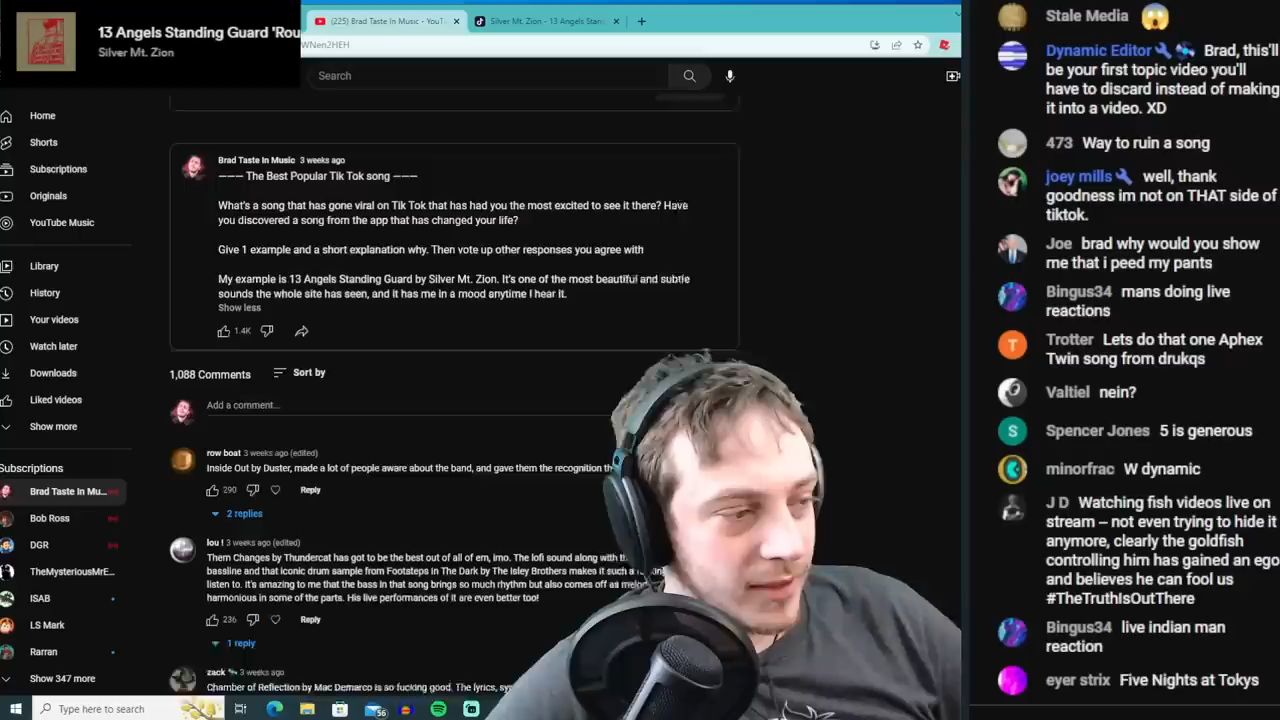 13 Angels Standing Guard 'Rou
Silver Mt. Zion
(225) Brad Taste In Music - YouT
Silver Mt. Zion - 13 Angels Stan
WNen2HEH
Search
Home
Shorts
Subscriptions
Originals
YouTube Music
Library
History
Your videos
Watch later
Downloads
Liked videos
Show more
Subscriptions
Brad Taste In Mu...
Bob Ross
DGR
TheMysteriousMrE...
ISAB
LS Mark
Rarran
Show 347 more
Brad Taste In Music 3 weeks ago
——— The Best Popular Tik Tok song ———
What's a song that has gone viral on Tik Tok that has had you the most excited to see it there? Have
you discovered a song from the app that has changed your life?
Give 1 example and a short explanation why. Then vote up other responses you agree with
My example is 13 Angels Standing Guard by Silver Mt. Zion. It's one of the most beautiful and subtle
sounds the whole site has seen, and it has me in a mood anytime I hear it.
Show less
1.4K
1,088 Comments
Sort by
Add a comment...
row boat 3 weeks ago (edited)
Inside Out by Duster, made a lot of people aware about the band, and gave them the recognition th
290
Reply
2 replies
lou ! 3 weeks ago (edited)
Them Changes by Thundercat has got to be the best out of all of em, imo. The lofi sound along with th
bassline and that iconic drum sample from Footsteps in The Dark by The Isley Brothers makes it such a
listen to. It's amazing to me that the bass in that song brings so much rhythm but also comes off as melo
harmonious in some of the parts. His live performances of it are even better too!
236
Reply
1 reply
zack 3 weeks ago
Chamber of Reflection by Mac Demarco is so fucking good. The lyrics, sy
Type here to search
56
Stale Media
Dynamic Editor Brad, this'll
be your first topic video you'll
have to discard instead of making
it into a video. XD
473 Way to ruin a song
joey mills well, thank
goodness im not on THAT side of
tiktok.
Joe brad why would you show
me that i peed my pants
Bingus34 mans doing live
reactions
Trotter Lets do that one Aphex
Twin song from drukqs
Valtiel nein?
Spencer Jones 5 is generous
minorfrac W dynamic
J D Watching fish videos live on
stream – not even trying to hide it
anymore, clearly the goldfish
controlling him has gained an ego
and believes he can fool us
#TheTruthIsOutThere
Bingus34 live indian man
reaction
eyer strix Five Nights at Tokys